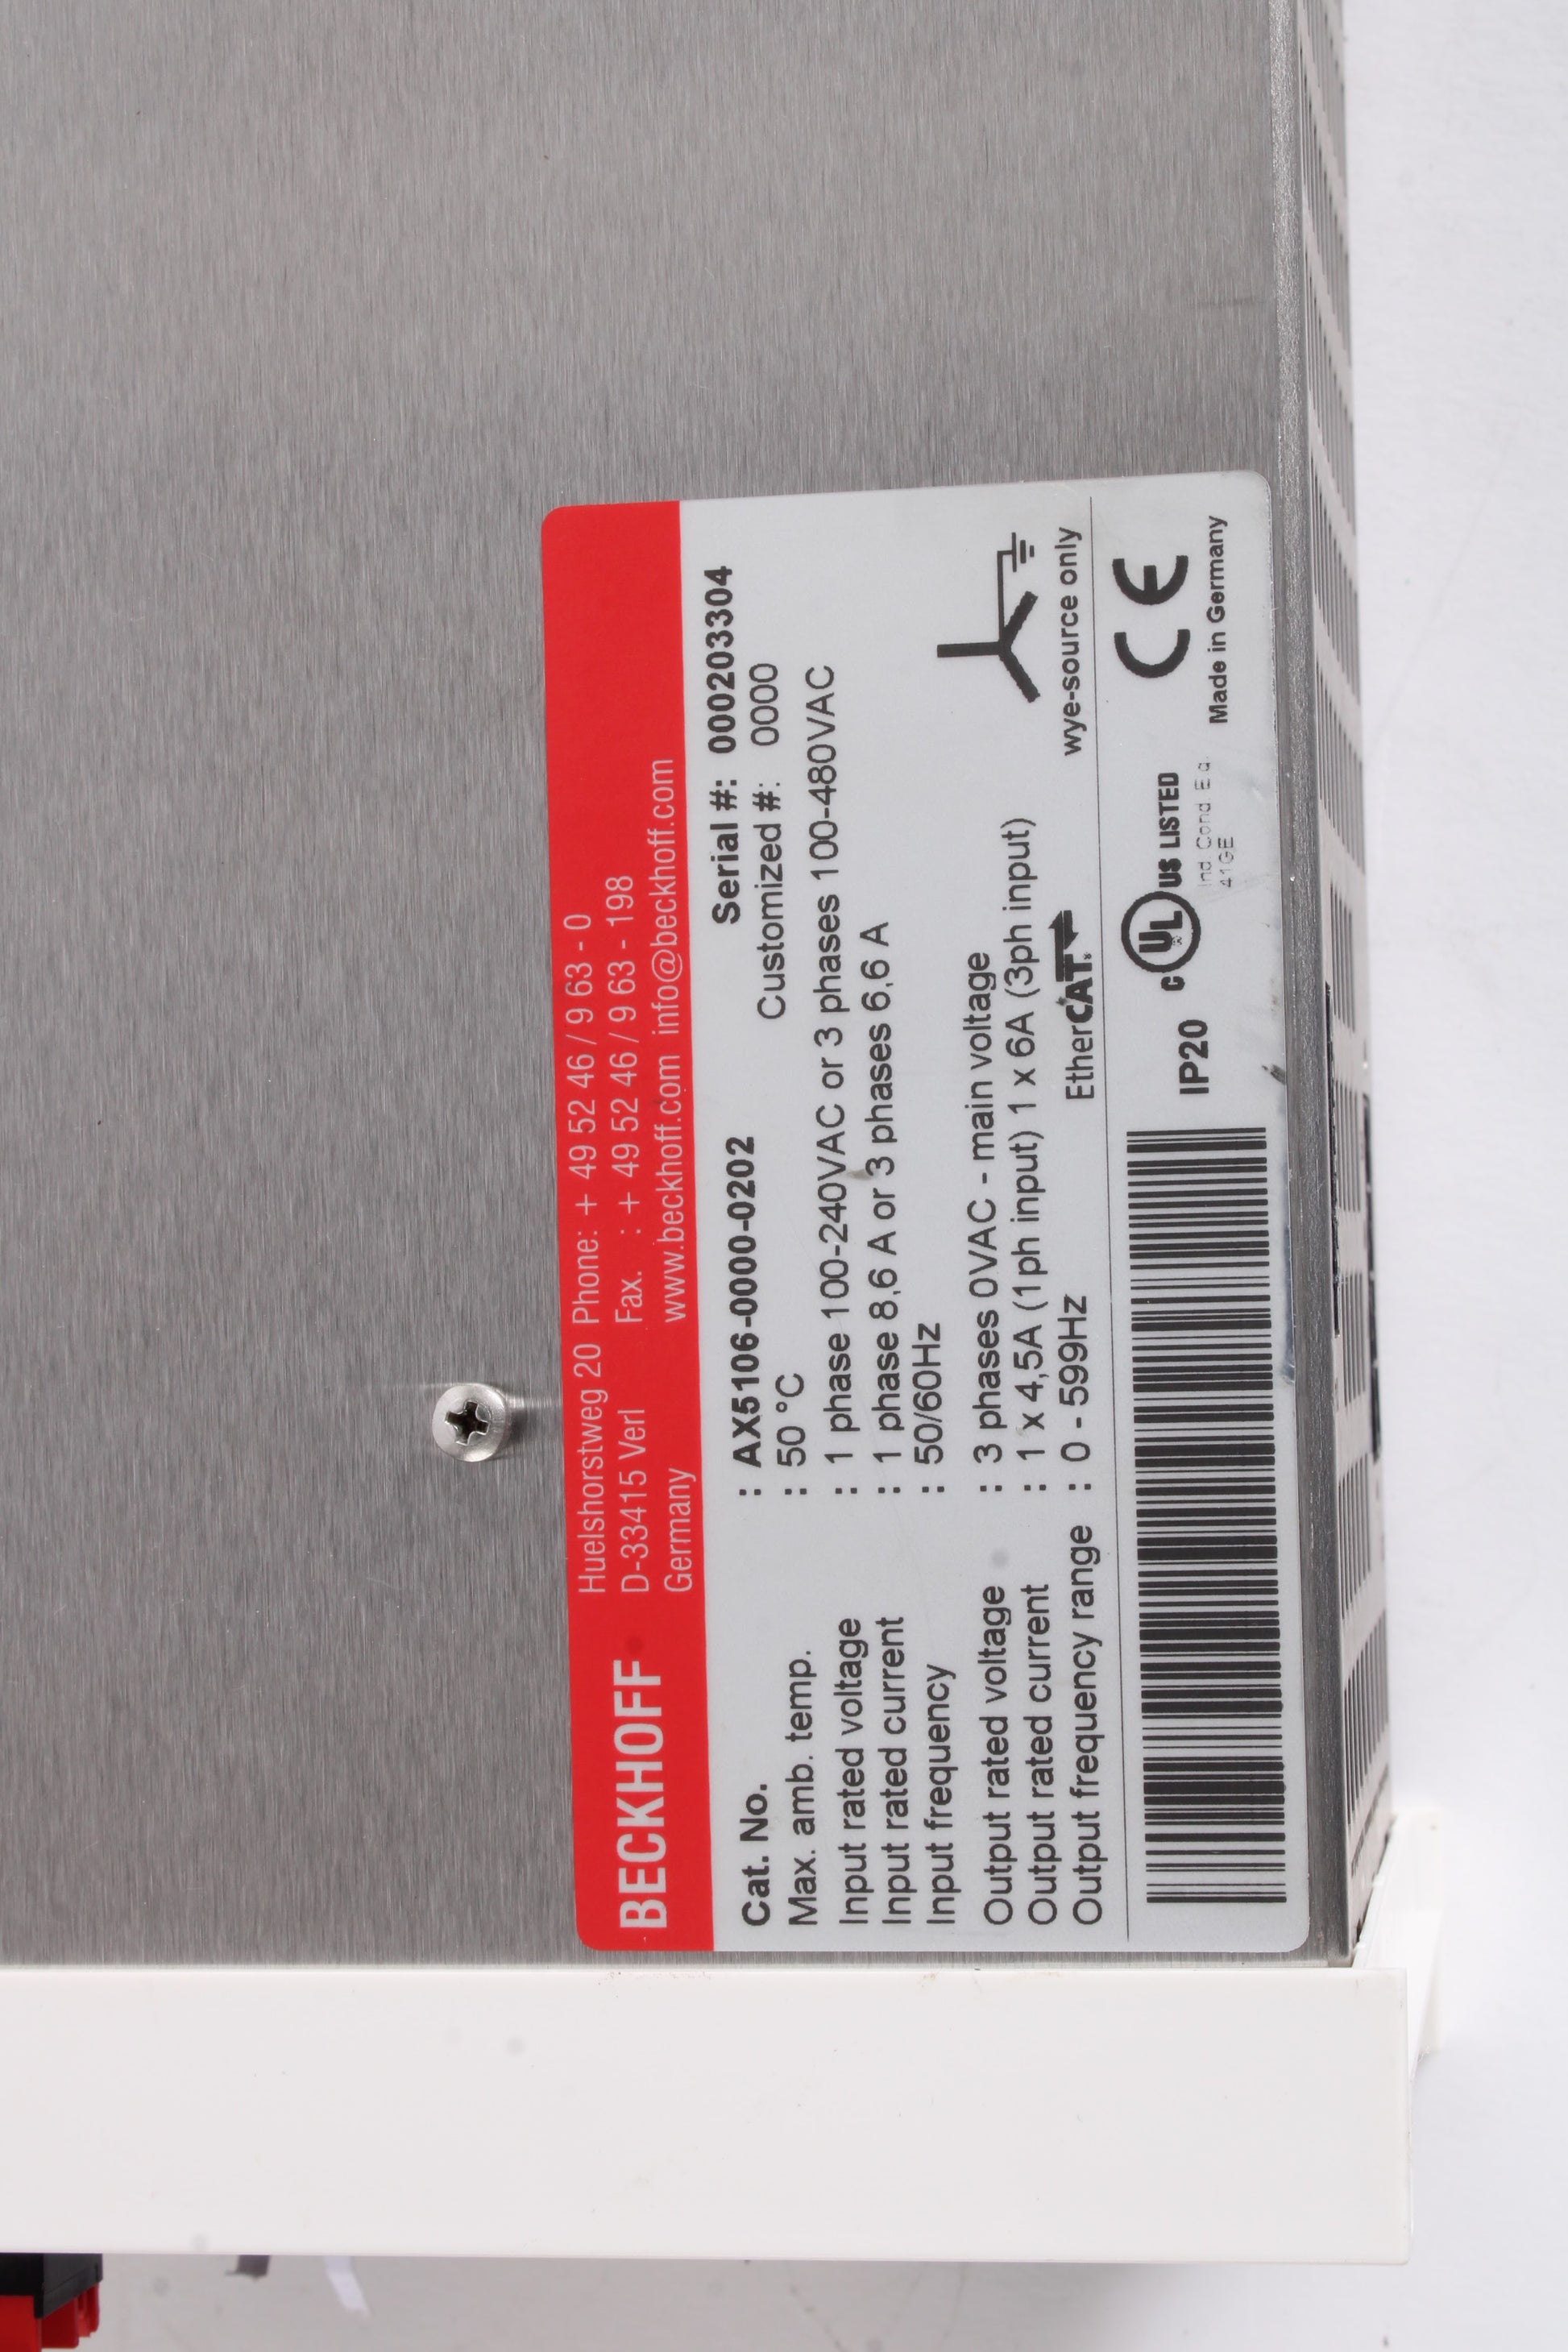 BECKHOFF
Huelshorstweg 20 Phone: + 49 52 46 / 9 63 - 0
D-33415 Verl Fax. : + 49 52 46 / 9 63 - 198
Germany www.beckhoff.com info@beckhoff.com
Cat. No. : AX5106-0000-0202 Serial #: 000203304
Max. amb. temp. : 50 °C Customized #: 0000
Input rated voltage : 1 phase 100-240VAC or 3 phases 100-480VAC
Input rated current : 1 phase 8,6 A or 3 phases 6,6 A
Input frequency : 50/60Hz
Output rated voltage : 3 phases 0VAC - main voltage
Output rated current : 1 x 4,5A (1ph input) 1 x 6A (3ph input)
Output frequency range : 0 - 599Hz
EtherCAT
wye-source only
IP20
C UL US LISTED
Ind Cond Eq.
41GE
CE
Made in Germany